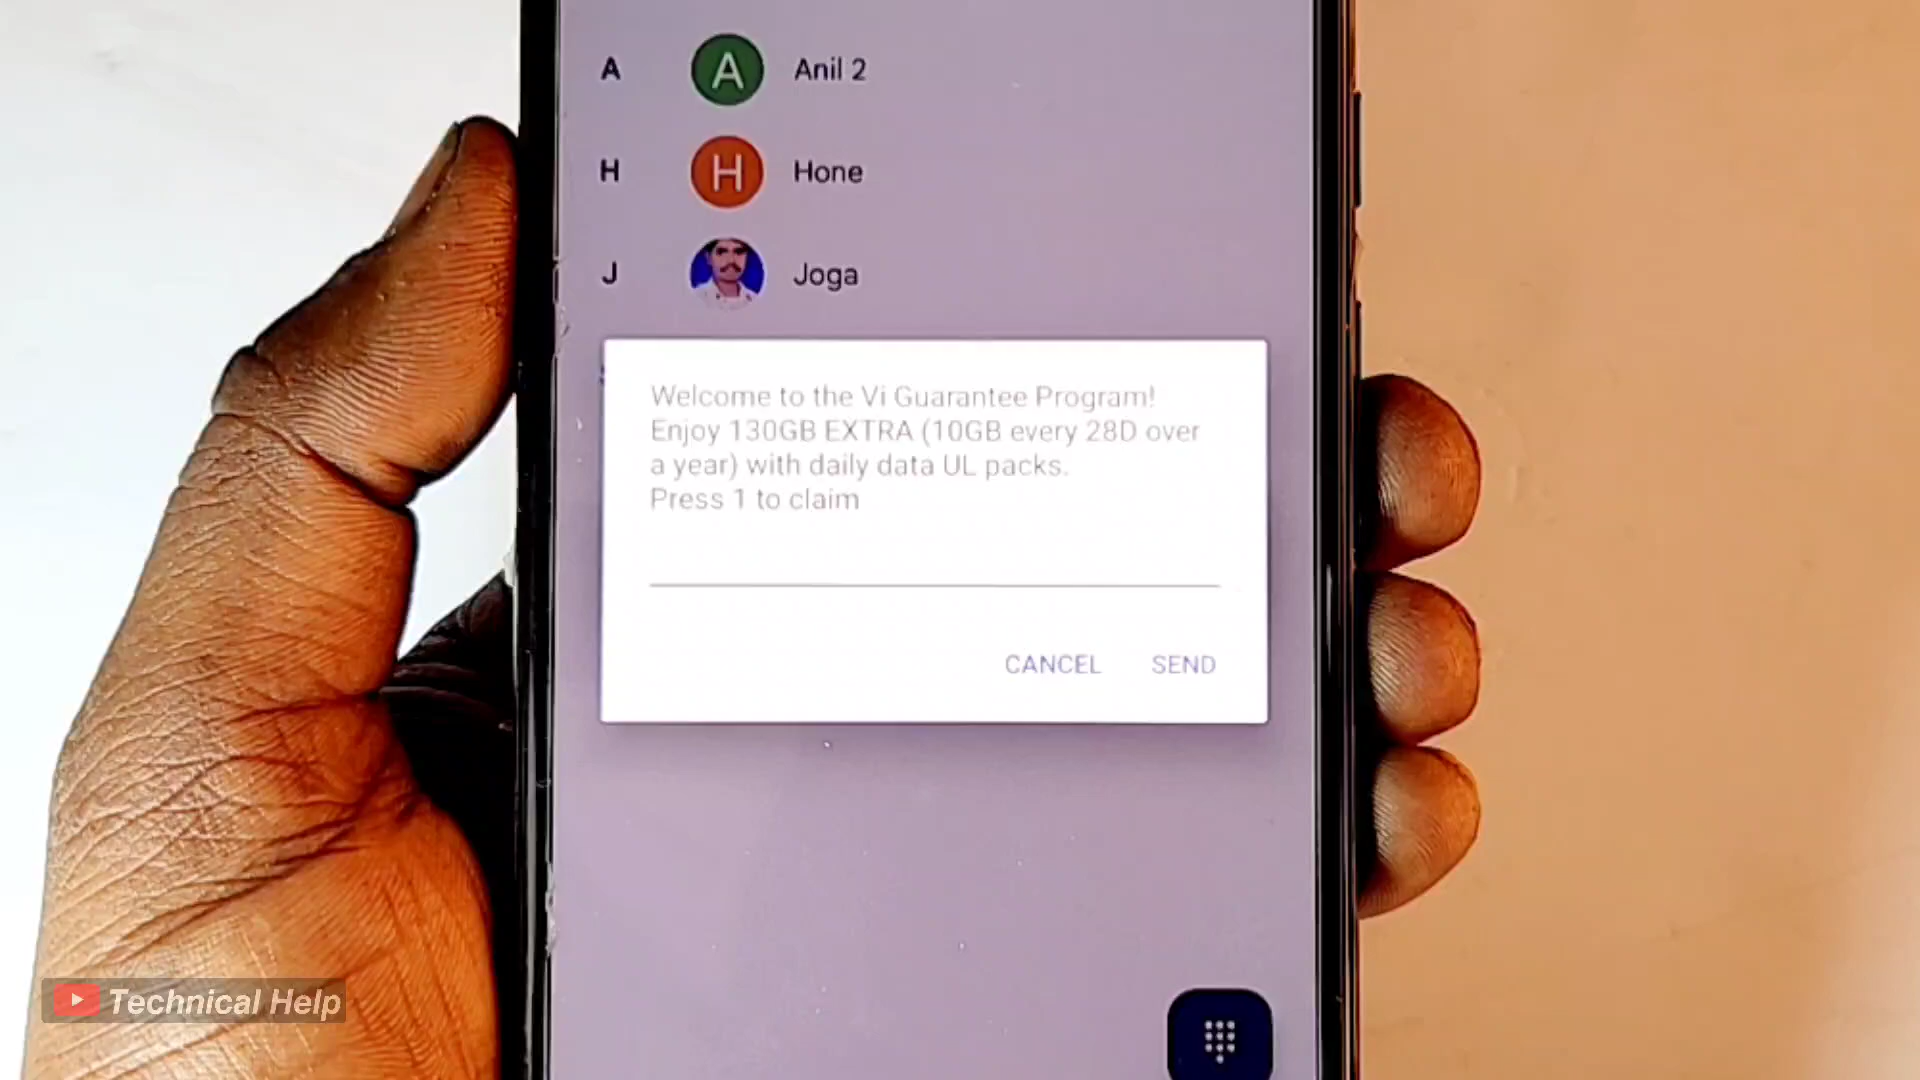 A A Anil 2
H H Hone
J Joga
Welcome to the Vi Guarantee Program!
Enjoy 130GB EXTRA (10GB every 28D over
a year) with daily data UL packs.
Press 1 to claim
CANCEL SEND
Technical Help